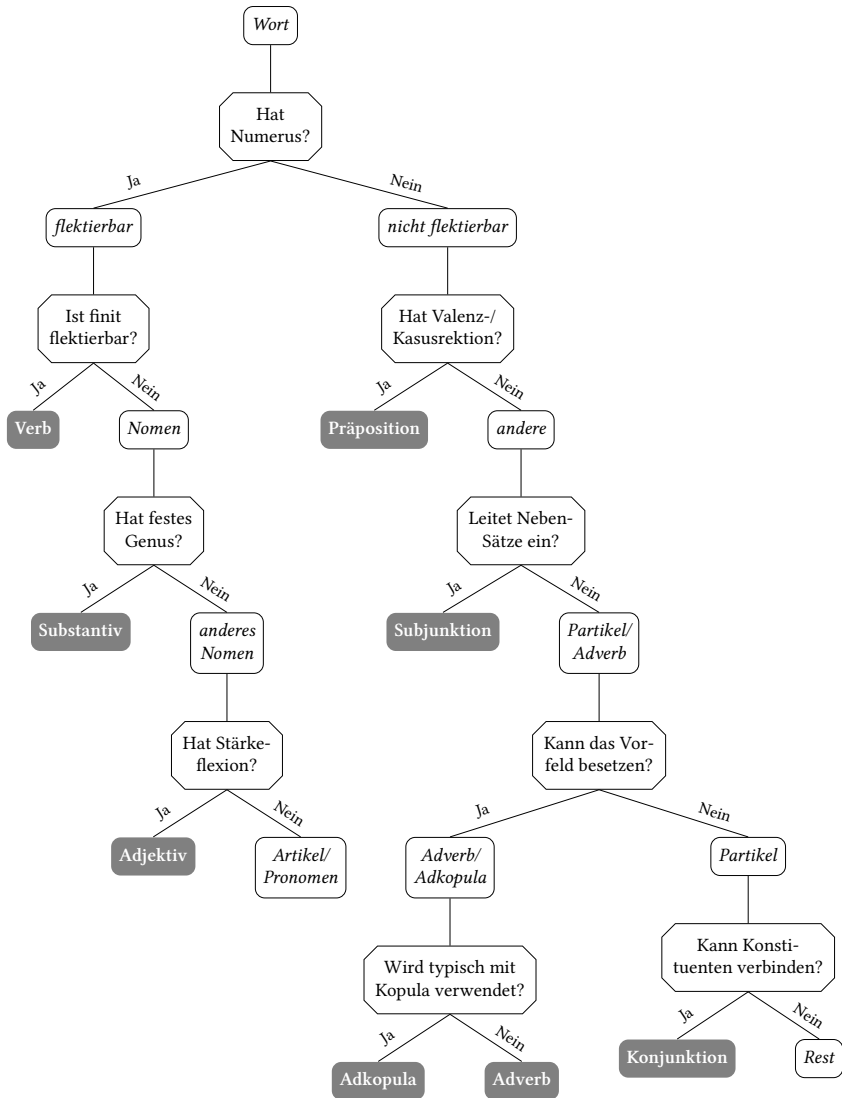 Wort
Hat
Numerus?
Ja
Nein
flektierbar
nicht flektierbar
Ist finit
flektierbar?
Hat Valenz-/
Kasusrektion?
Ja
Nein
Ja
Nein
Verb
Nomen
Präposition
andere
Hat festes
Genus?
Leitet Neben-
Sätze ein?
Ja
Nein
Ja
Nein
Substantiv
anderes
Nomen
Subjunktion
Partikel/
Adverb
Hat Stärke-
flexion?
Kann das Vor-
feld besetzen?
Ja
Nein
Ja
Nein
Adjektiv
Artikel/
Pronomen
Adverb/
Adkopula
Partikel
Wird typisch mit
Kopula verwendet?
Kann Konsti-
tuenten verbinden?
Ja
Nein
Ja
Nein
Adkopula
Adverb
Konjunktion
Rest